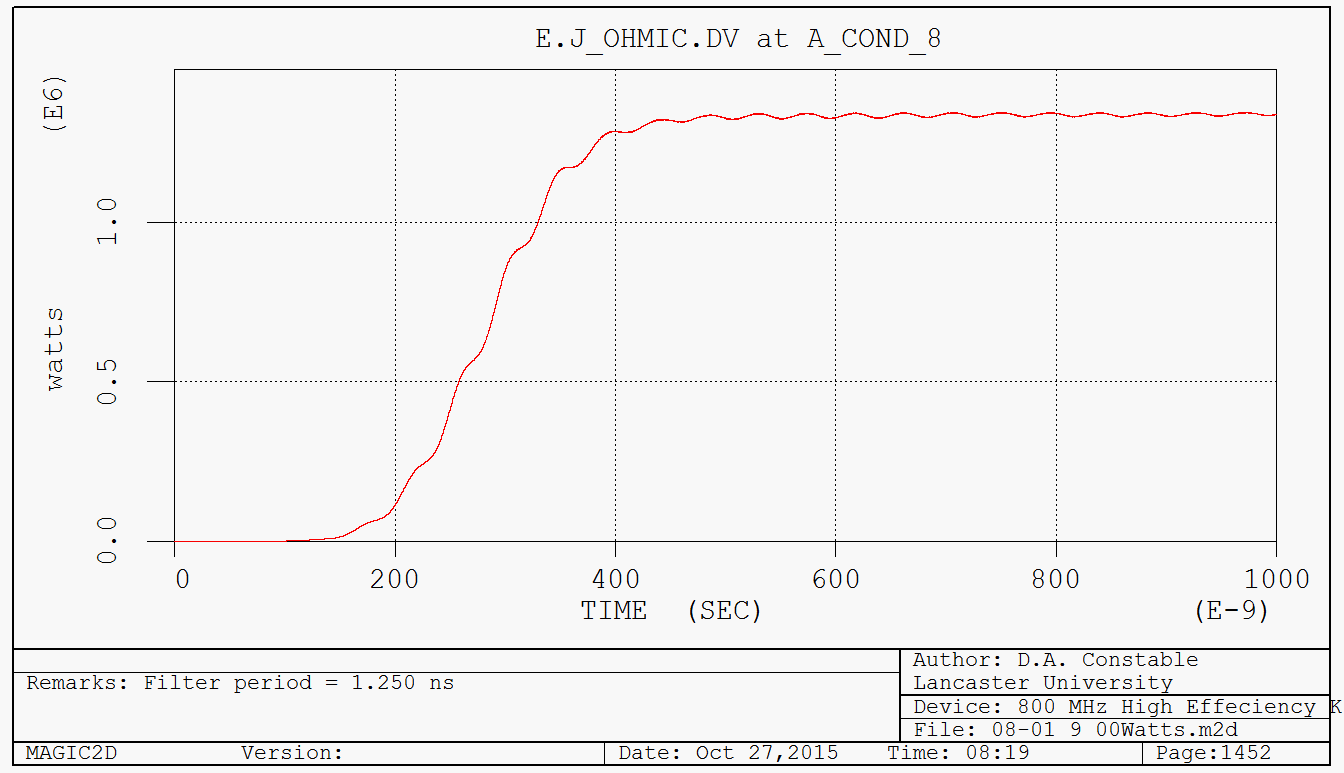 E.J_OHMIC.DV at A_COND_8
(E6)
watts
1.0
0.5
0.0
0 200 400 600 800 1000
TIME (SEC) (E-9)
Remarks: Filter period = 1.250 ns
Author: D.A. Constable
Lancaster University
Device: 800 MHz High Effeciency K
File: 08-01 9 00Watts.m2d
MAGIC2D Version: Date: Oct 27,2015 Time: 08:19 Page:1452